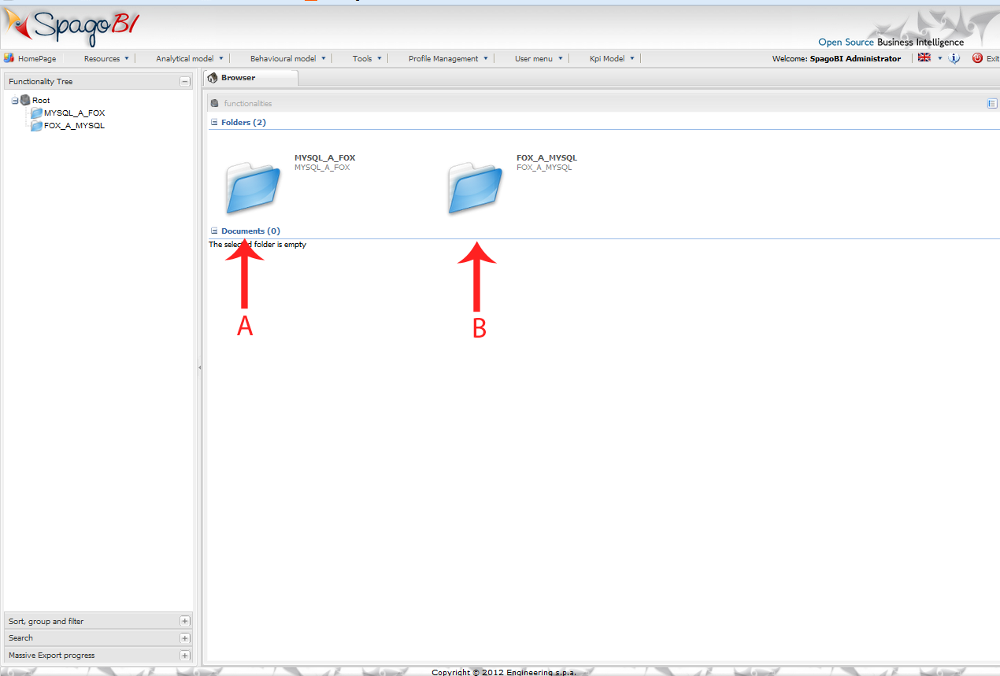 SpagoBI
Open Source Business Intelligence
HomePage Resources Analytical model Behavioural model Tools Profile Management User menu Kpi Model Welcome: SpagoBI Administrator Exit
Functionality Tree
Root
MYSQL_A_FOX
FOX_A_MYSQL
Sort, group and filter
Search
Massive Export progress
Browser
functionalities
Folders (2)
MYSQL_A_FOX
MYSQL_A_FOX
FOX_A_MYSQL
FOX_A_MYSQL
Documents (0)
The selected folder is empty
A
B
Copyright © 2012 Engineering s.p.a.